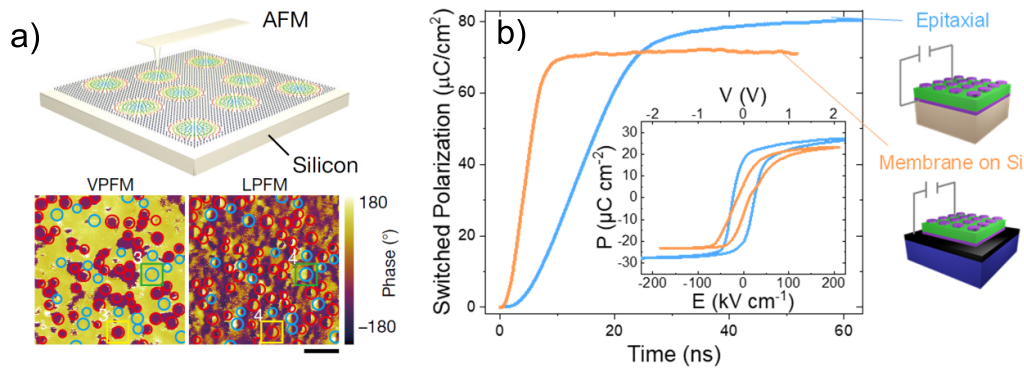 a)
AFM
Silicon
VPFM
LPFM
3
3
4
4
180
Phase (°)
−180
b)
Switched Polarization (μC/cm²)
80
60
40
20
0
0
20
40
60
Time (ns)
Epitaxial
Membrane on Si
V (V)
-2
-1
0
1
2
P (µC cm⁻²)
30
20
10
0
-10
-20
-30
-200
-100
0
100
200
E (kV cm⁻¹)